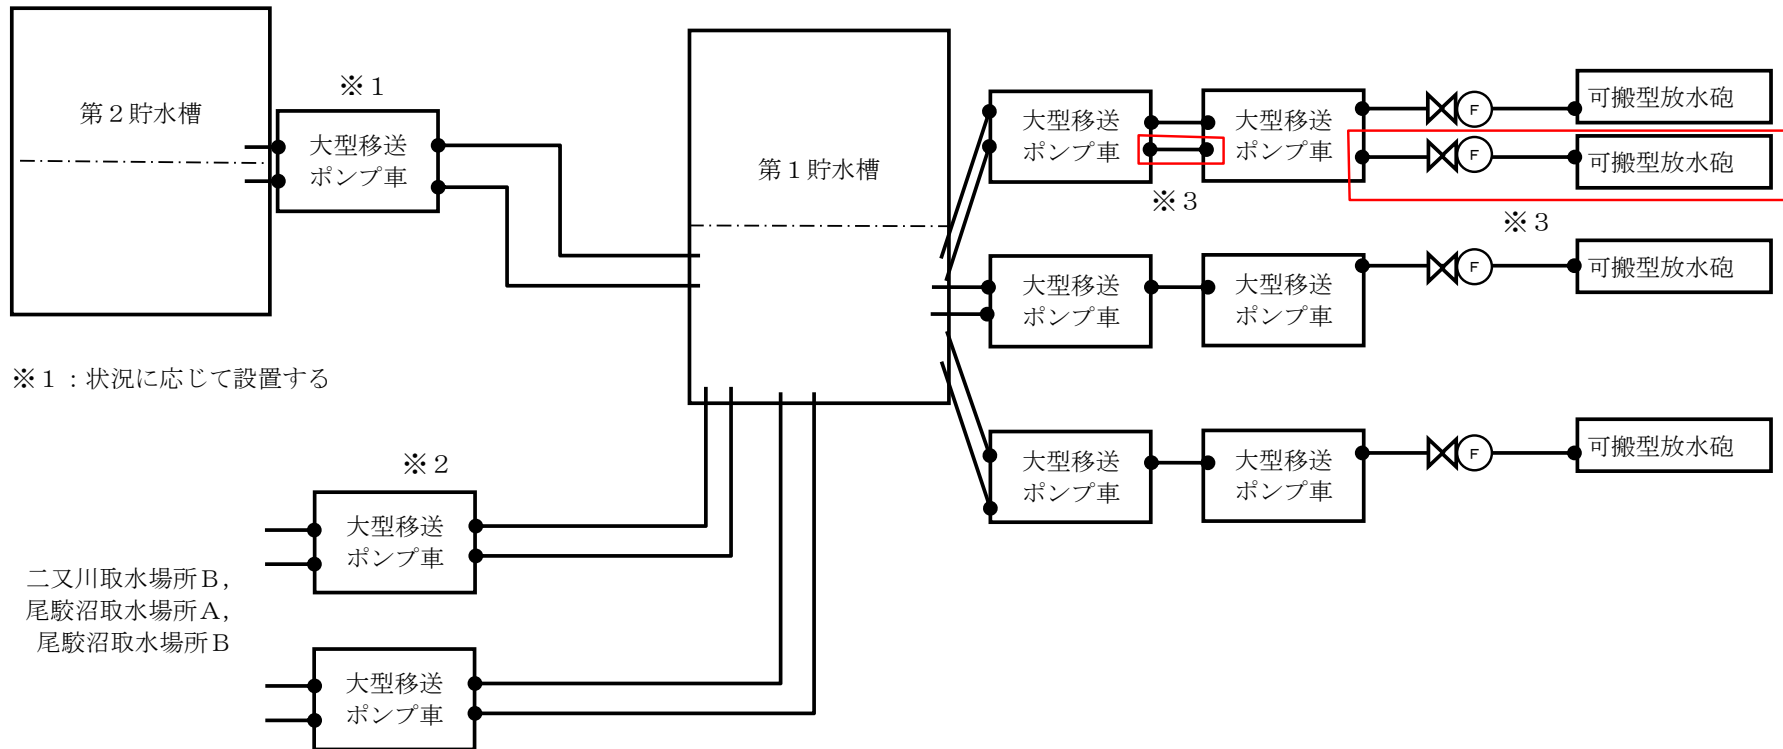 第２貯水槽
※１
大型移送
ポンプ車
第１貯水槽
大型移送
ポンプ車
大型移送
ポンプ車
F
可搬型放水砲
F
可搬型放水砲
※３
※３
大型移送
ポンプ車
大型移送
ポンプ車
F
可搬型放水砲
※１：状況に応じて設置する
大型移送
ポンプ車
大型移送
ポンプ車
F
可搬型放水砲
※２
大型移送
ポンプ車
二又川取水場所Ｂ，
尾駮沼取水場所Ａ，
尾駮沼取水場所Ｂ
大型移送
ポンプ車